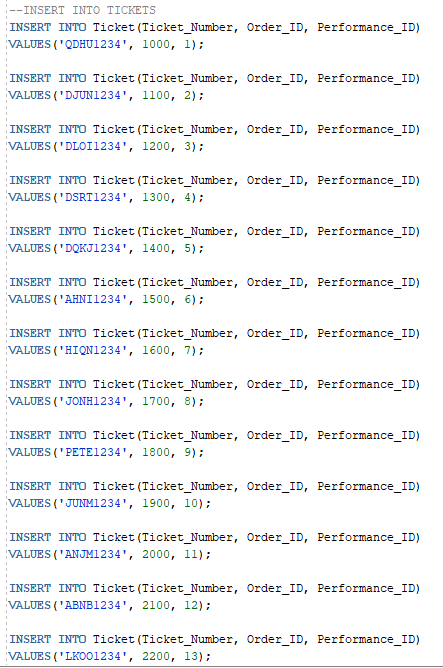 --INSERT INTO TICKETS
INSERT INTO Ticket(Ticket_Number, Order_ID, Performance_ID)
VALUES('QDHU1234', 1000, 1);
INSERT INTO Ticket(Ticket_Number, Order_ID, Performance_ID)
VALUES('DJUN1234', 1100, 2);
INSERT INTO Ticket(Ticket_Number, Order_ID, Performance_ID)
VALUES('DLOI1234', 1200, 3);
INSERT INTO Ticket(Ticket_Number, Order_ID, Performance_ID)
VALUES('DSRT1234', 1300, 4);
INSERT INTO Ticket(Ticket_Number, Order_ID, Performance_ID)
VALUES('DQKJ1234', 1400, 5);
INSERT INTO Ticket(Ticket_Number, Order_ID, Performance_ID)
VALUES('AHNI1234', 1500, 6);
INSERT INTO Ticket(Ticket_Number, Order_ID, Performance_ID)
VALUES('HIQN1234', 1600, 7);
INSERT INTO Ticket(Ticket_Number, Order_ID, Performance_ID)
VALUES('JONH1234', 1700, 8);
INSERT INTO Ticket(Ticket_Number, Order_ID, Performance_ID)
VALUES('PETE1234', 1800, 9);
INSERT INTO Ticket(Ticket_Number, Order_ID, Performance_ID)
VALUES('JUNM1234', 1900, 10);
INSERT INTO Ticket(Ticket_Number, Order_ID, Performance_ID)
VALUES('ANJM1234', 2000, 11);
INSERT INTO Ticket(Ticket_Number, Order_ID, Performance_ID)
VALUES('ABNB1234', 2100, 12);
INSERT INTO Ticket(Ticket_Number, Order_ID, Performance_ID)
VALUES('LKOO1234', 2200, 13);